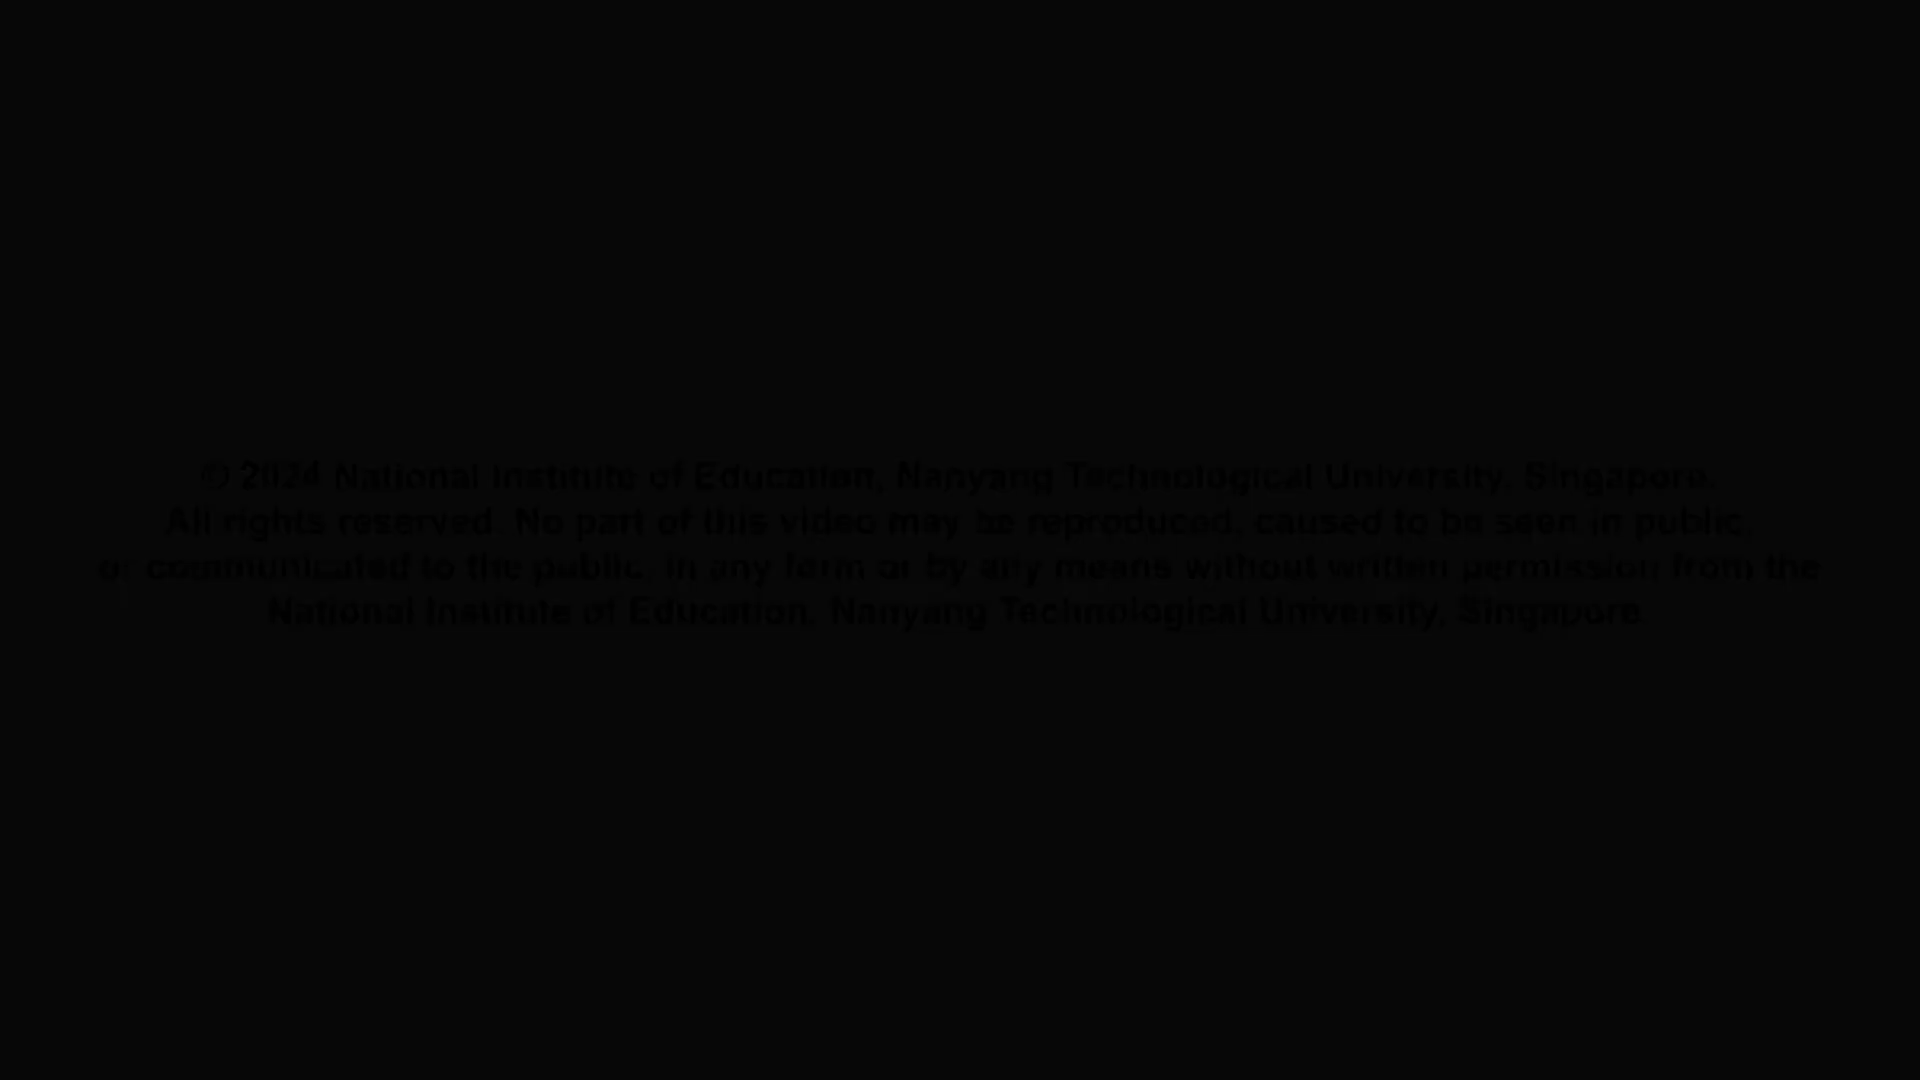 © 2024 National Institute of Education, Nanyang Technological University, Singapore.
All rights reserved. No part of this video may be reproduced, caused to be seen in public,
or communicated to the public, in any form or by any means without written permission from the
National Institute of Education, Nanyang Technological University, Singapore.